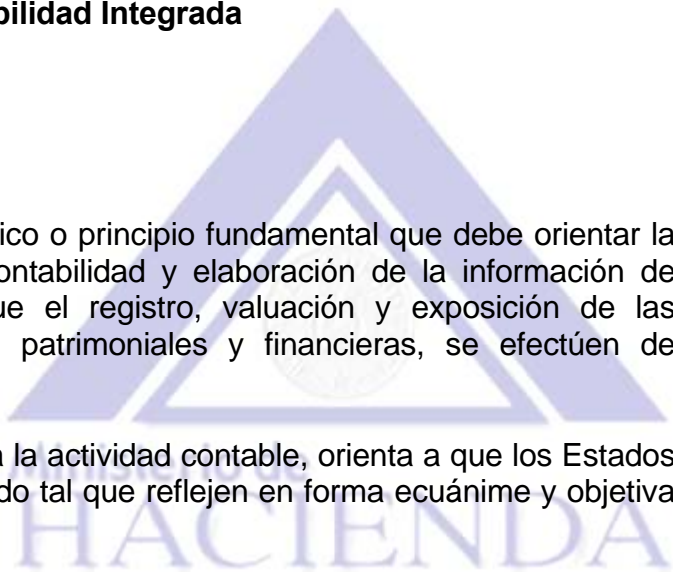 bilidad Integrada
ico o principio fundamental que debe orientar la
ontabilidad y elaboración de la información de
ue el registro, valuación y exposición de las
patrimoniales y financieras, se efectúen de
a la actividad contable, orienta a que los Estados
Ministerio de
do tal que reflejen en forma ecuánime y objetiva
HACIENDA